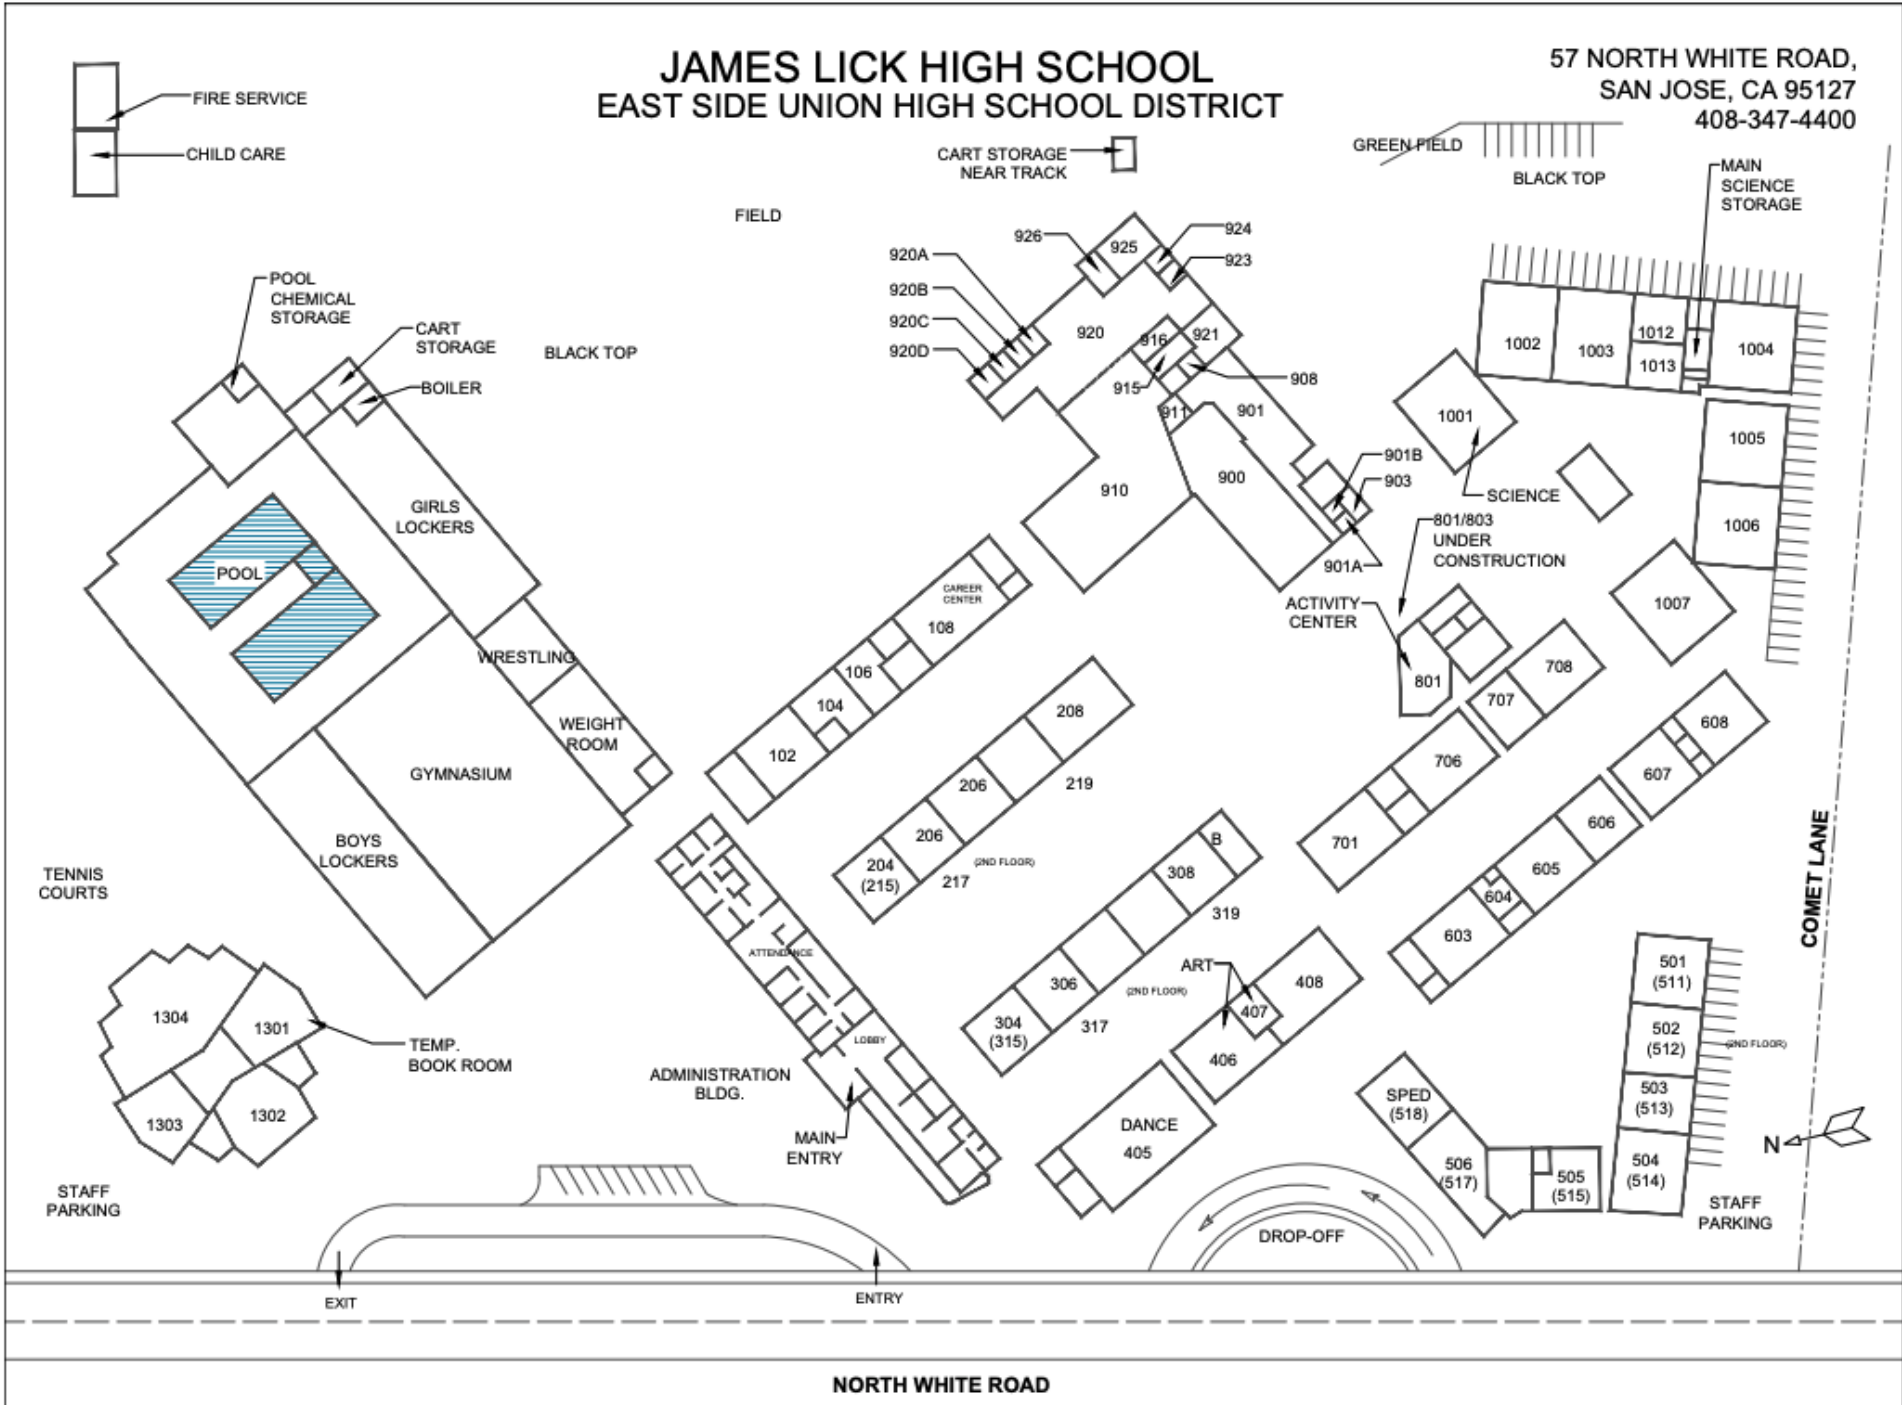 JAMES LICK HIGH SCHOOL
EAST SIDE UNION HIGH SCHOOL DISTRICT
57 NORTH WHITE ROAD,
SAN JOSE, CA 95127
408-347-4400
FIRE SERVICE
CHILD CARE
CART STORAGE
NEAR TRACK
GREEN FIELD
BLACK TOP
MAIN
SCIENCE
STORAGE
FIELD
926
925
924
923
920A
920B
920C
920D
920
916
921
915
908
911
901
900
910
901B
903
901A
POOL
CHEMICAL
STORAGE
CART
STORAGE
BOILER
BLACK TOP
GIRLS
LOCKERS
POOL
WRESTLING
WEIGHT
ROOM
GYMNASIUM
BOYS
LOCKERS
TENNIS
COURTS
1002
1003
1012
1013
1004
1001
SCIENCE
1005
1006
1007
801/803
UNDER
CONSTRUCTION
ACTIVITY
CENTER
801
CAREER
CENTER
108
106
104
102
208
206
219
206
204
(215)
217
(2ND FLOOR)
708
707
706
701
608
607
606
605
604
603
B
308
319
306
(2ND FLOOR)
304
(315)
317
ART
408
407
406
DANCE
405
ATTENDANCE
LOBBY
ADMINISTRATION
BLDG.
MAIN
ENTRY
1304
1301
1303
1302
TEMP.
BOOK ROOM
STAFF
PARKING
501
(511)
502
(512)
(2ND FLOOR)
503
(513)
504
(514)
SPED
(518)
506
(517)
505
(515)
COMET LANE
N
STAFF
PARKING
DROP-OFF
EXIT
ENTRY
NORTH WHITE ROAD